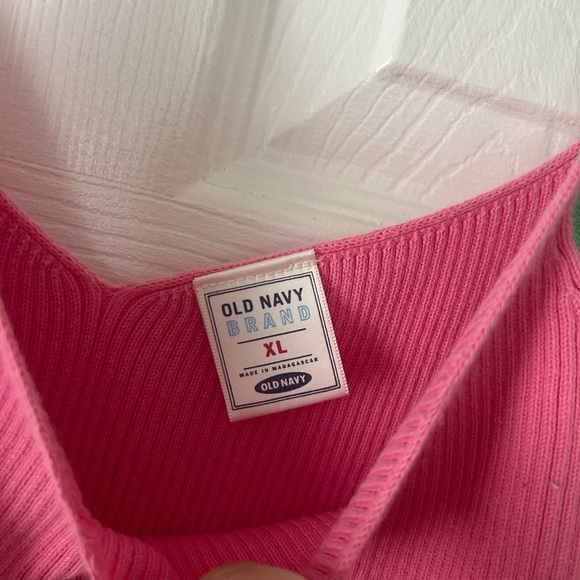 OLD NAVY
BRAND
XL
MADE IN MADAGASCAR
OLD NAVY